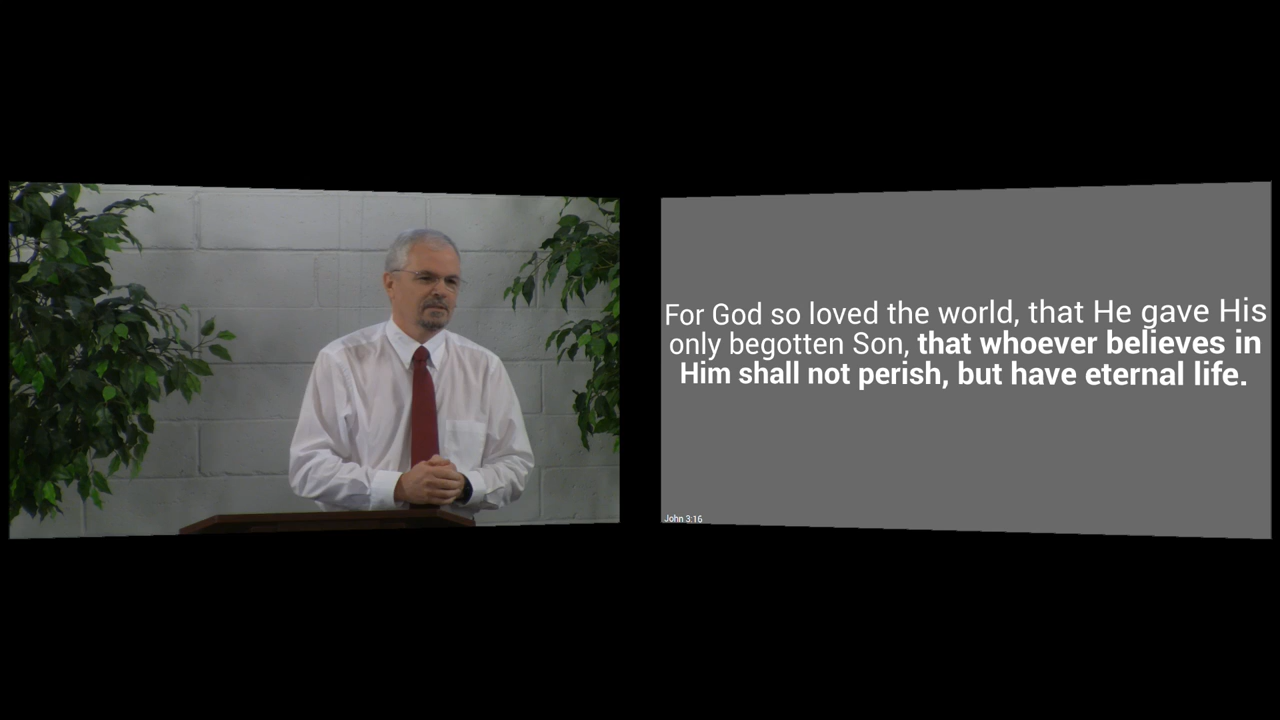 For God so loved the world, that He gave His
only begotten Son, that whoever believes in
Him shall not perish, but have eternal life.
John 3:16